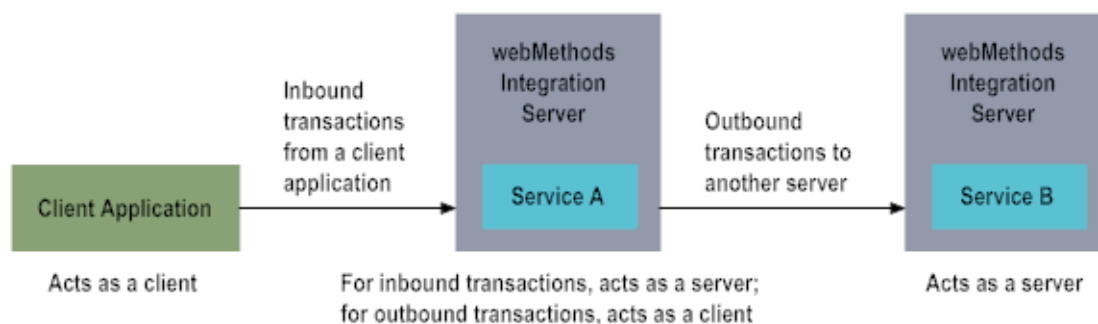 webMethods
Integration
Server
webMethods
Integration
Server
Inbound
transactions
from a client
application
Outbound
transactions to
another server
Client Application
Service A
Service B
Acts as a client
For inbound transactions, acts as a server;
for outbound transactions, acts as a client
Acts as a server